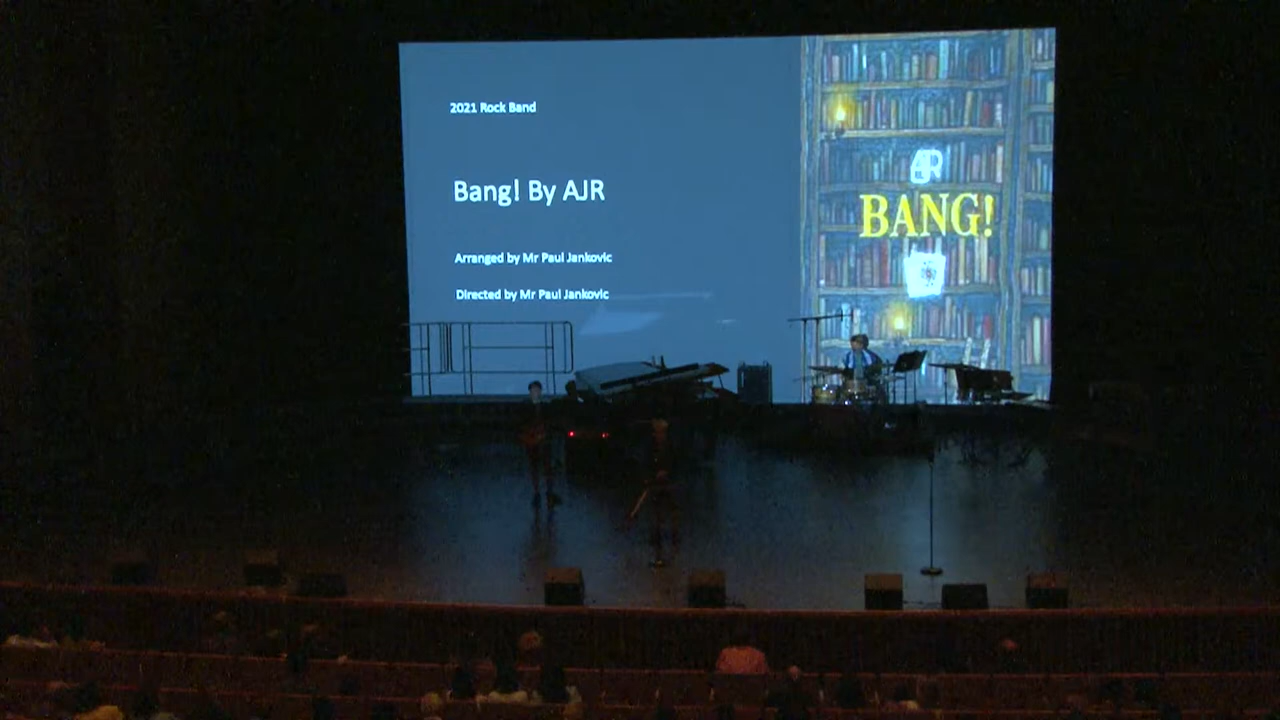 2021 Rock Band
Bang! By AJR
Arranged by Mr Paul Jankovic
Directed by Mr Paul Jankovic
AJR
BANG!